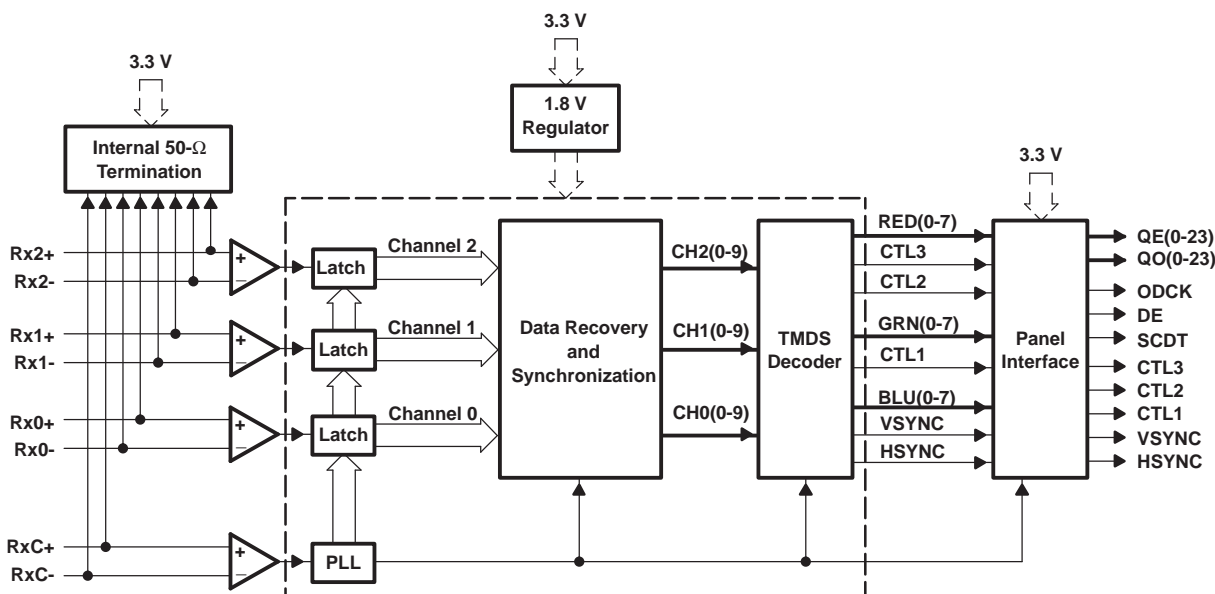 3.3 V
3.3 V
1.8 V
Regulator
Internal 50-Ω
Termination
3.3 V
Rx2+
Rx2-
Rx1+
Rx1-
Rx0+
Rx0-
RxC+
RxC-
+
−
+
−
+
−
+
−
Latch
Latch
Latch
PLL
Channel 2
Channel 1
Channel 0
Data Recovery
and
Synchronization
CH2(0-9)
CH1(0-9)
CH0(0-9)
TMDS
Decoder
RED(0-7)
CTL3
CTL2
GRN(0-7)
CTL1
BLU(0-7)
VSYNC
HSYNC
Panel
Interface
QE(0-23)
QO(0-23)
ODCK
DE
SCDT
CTL3
CTL2
CTL1
VSYNC
HSYNC